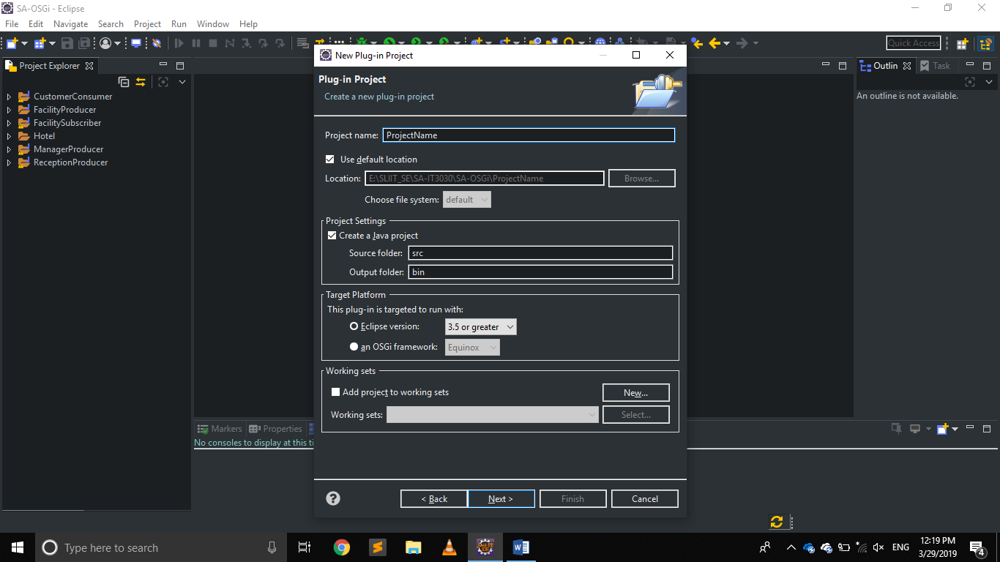 SA-OSGi - Eclipse
File Edit Navigate Search Project Run Window Help
Quick Access
Project Explorer
CustomerConsumer
FacilityProducer
FacilitySubscriber
Hotel
ManagerProducer
ReceptionProducer
New Plug-in Project
Plug-in Project
Create a new plug-in project
Project name: ProjectName
Use default location
Location: E:\SLIIT_SE\SA-IT3030\SA-OSGi\ProjectName Browse...
Choose file system: default
Project Settings
Create a Java project
Source folder: src
Output folder: bin
Target Platform
This plug-in is targeted to run with:
Eclipse version: 3.5 or greater
an OSGi framework: Equinox
Working sets
Add project to working sets New...
Working sets: Select...
< Back Next > Finish Cancel
Outlin Task
An outline is not available.
Markers Properties
No consoles to display at this ti
Type here to search
ENG
12:19 PM
3/29/2019
4